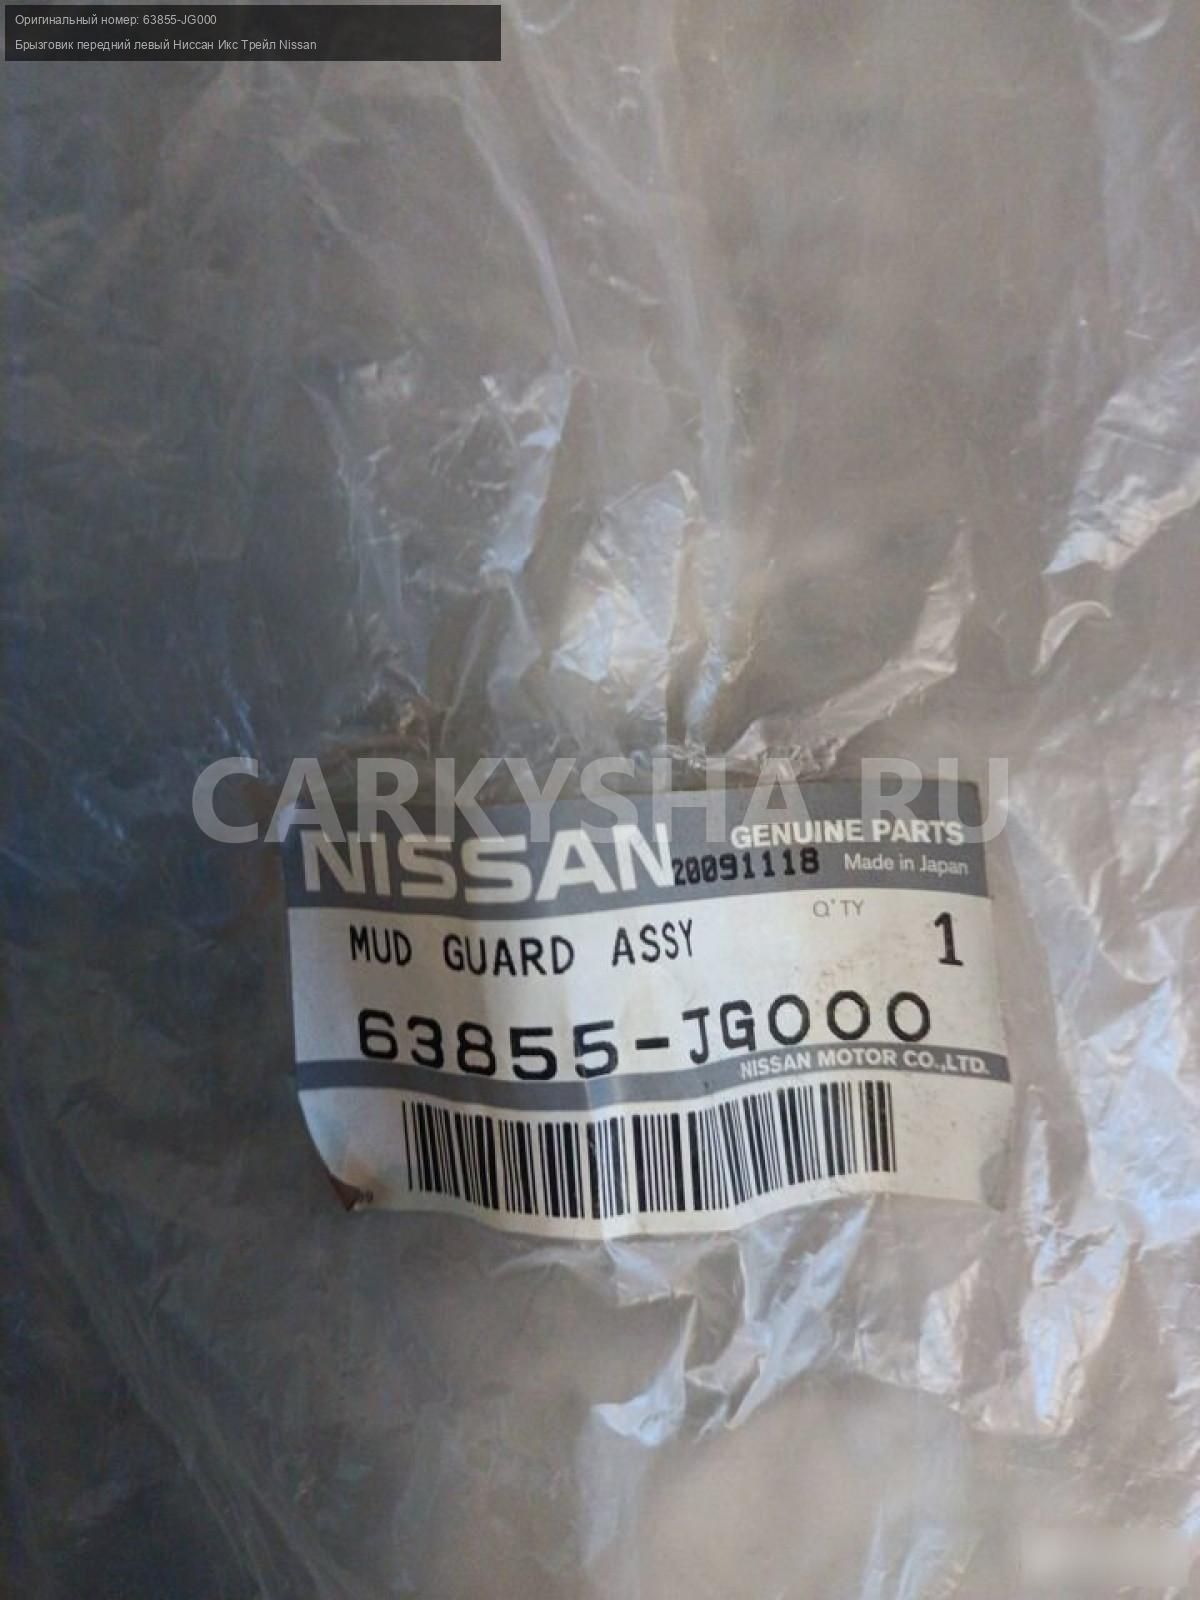 Оригинальный номер: 63855-JG000
Брызговик передний левый Ниссан Икс Трейл Nissan
CARKYSHA.RU
NISSAN GENUINE PARTS
20091118 Made in Japan
Q'TY
MUD GUARD ASSY 1
63855-JG000
NISSAN MOTOR CO.,LTD.